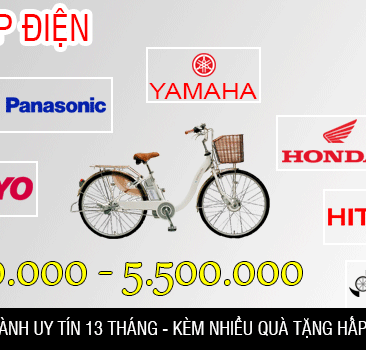 P ĐIỆN
Panasonic
YAMAHA
HONDA
YO
HIT
0.000 - 5.500.000
ÀNH UY TÍN 13 THÁNG - KÈM NHIỀU QUÀ TẶNG HẤP